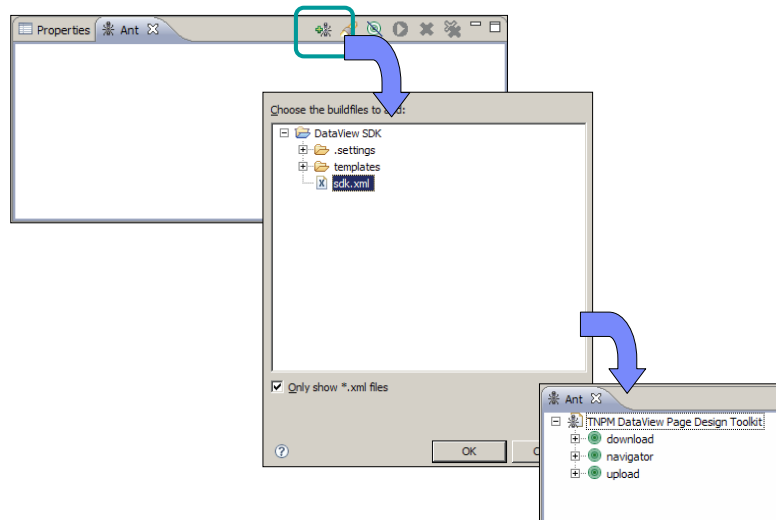 Properties Ant
Choose the buildfiles to
DataView SDK
.settings
templates
sdk.xml
Only show *.xml files
OK
Ant
TNPM DataView Page Design Toolkit
download
navigator
upload